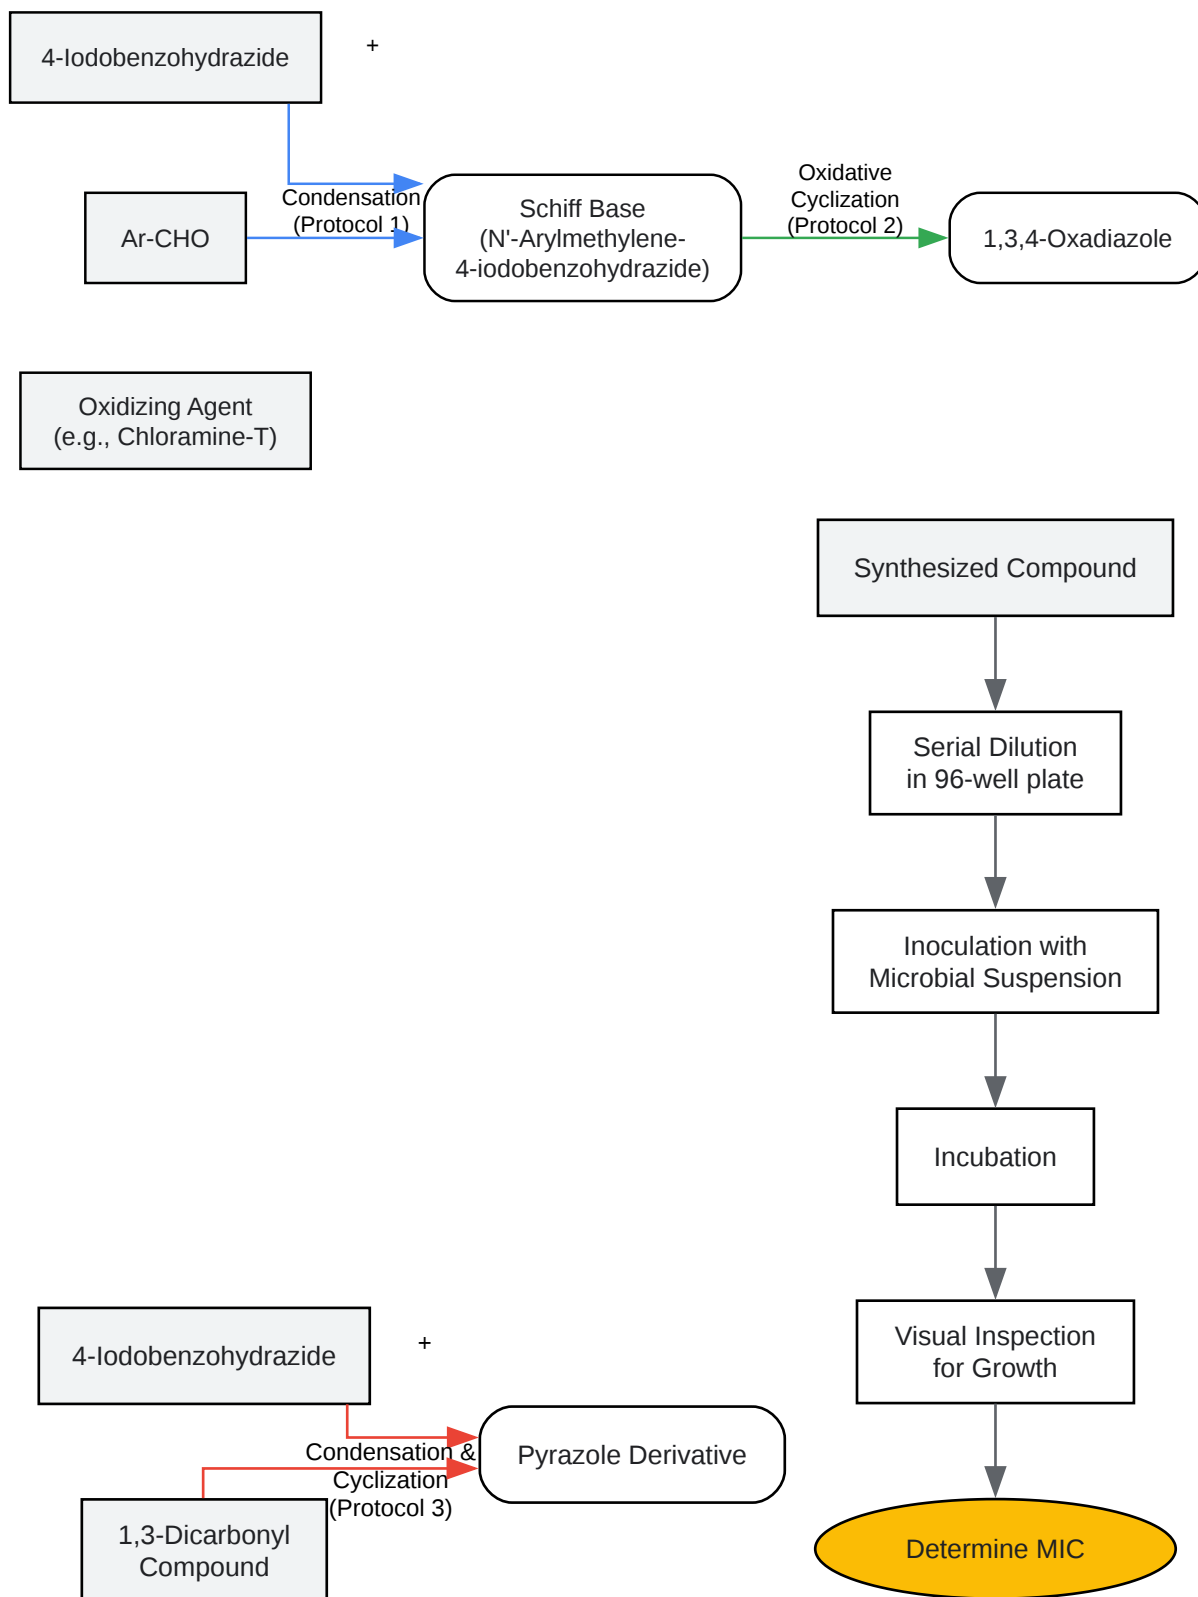 4-Iodobenzohydrazide
+
Ar-CHO
Condensation
(Protocol 1)
Schiff Base
(N'-Arylmethylene-
4-iodobenzohydrazide)
Oxidative
Cyclization
(Protocol 2)
1,3,4-Oxadiazole
Oxidizing Agent
(e.g., Chloramine-T)
Synthesized Compound
Serial Dilution
in 96-well plate
Inoculation with
Microbial Suspension
Incubation
Visual Inspection
for Growth
Determine MIC
4-Iodobenzohydrazide
+
Condensation &
Cyclization
(Protocol 3)
Pyrazole Derivative
1,3-Dicarbonyl
Compound